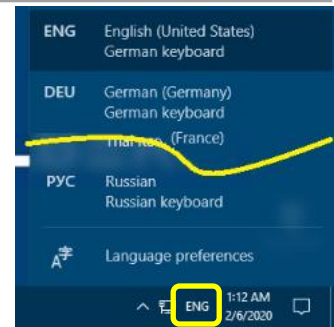 ENG English (United States)
German keyboard
DEU German (Germany)
German keyboard
(France)
РУС Russian
Russian keyboard
Language preferences
ENG 1:12 AM
2/6/2020